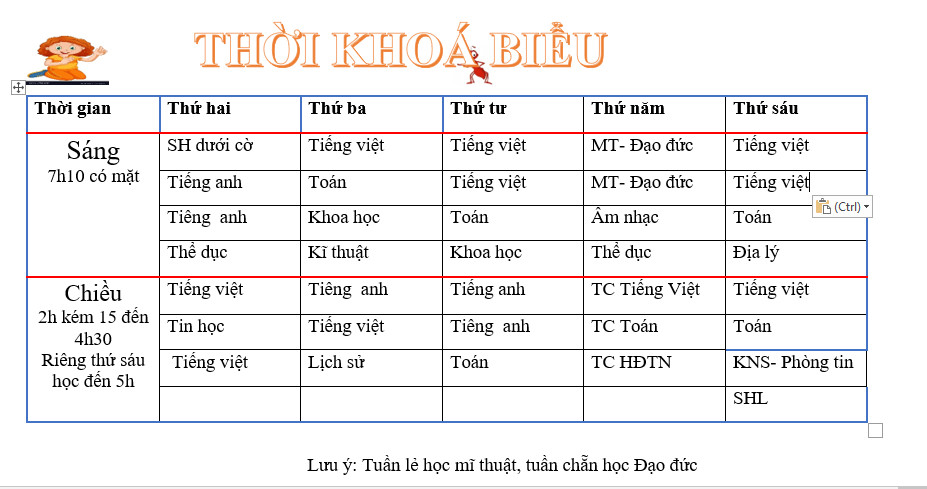 THỜI KHOÁ BIỂU
Thời gian Thứ hai Thứ ba Thứ tư Thứ năm Thứ sáu
Sáng SH dưới cờ Tiếng việt Tiếng việt MT- Đạo đức Tiếng việt
7h10 có mặt Tiếng anh Toán Tiếng việt MT- Đạo đức Tiếng việt
(Ctrl)
Tiêng anh Khoa học Toán Âm nhạc Toán
Thể dục Kĩ thuật Khoa học Thể dục Địa lý
Chiều Tiếng việt Tiêng anh Tiếng anh TC Tiếng Việt Tiếng việt
2h kém 15 đến
4h30 Tin học Tiếng việt Tiêng anh TC Toán Toán
Riêng thứ sáu Tiếng việt Lịch sử Toán TC HĐTN KNS- Phòng tin
học đến 5h
SHL
Lưu ý: Tuần lẻ học mĩ thuật, tuần chẵn học Đạo đức